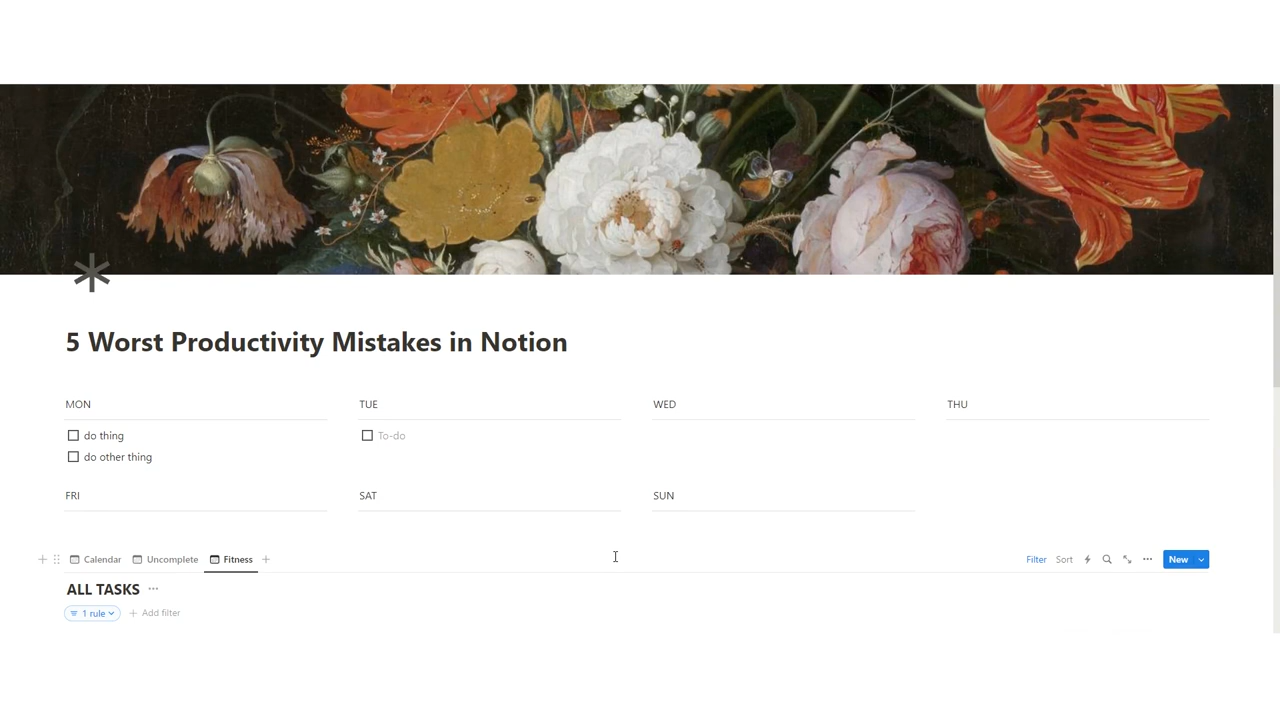 5 Worst Productivity Mistakes in Notion
MON TUE WED THU
do thing To-do
do other thing
FRI SAT SUN
Calendar Uncomplete Fitness Filter Sort New
ALL TASKS
1 rule Add filter